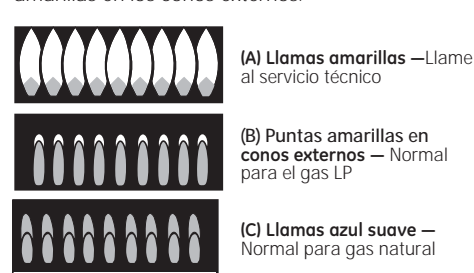 amarillas en los conos externos.
(A) Llamas amarillas —Llame
al servicio técnico
(B) Puntas amarillas en
conos externos — Normal
para el gas LP
(C) Llamas azul suave —
Normal para gas natural